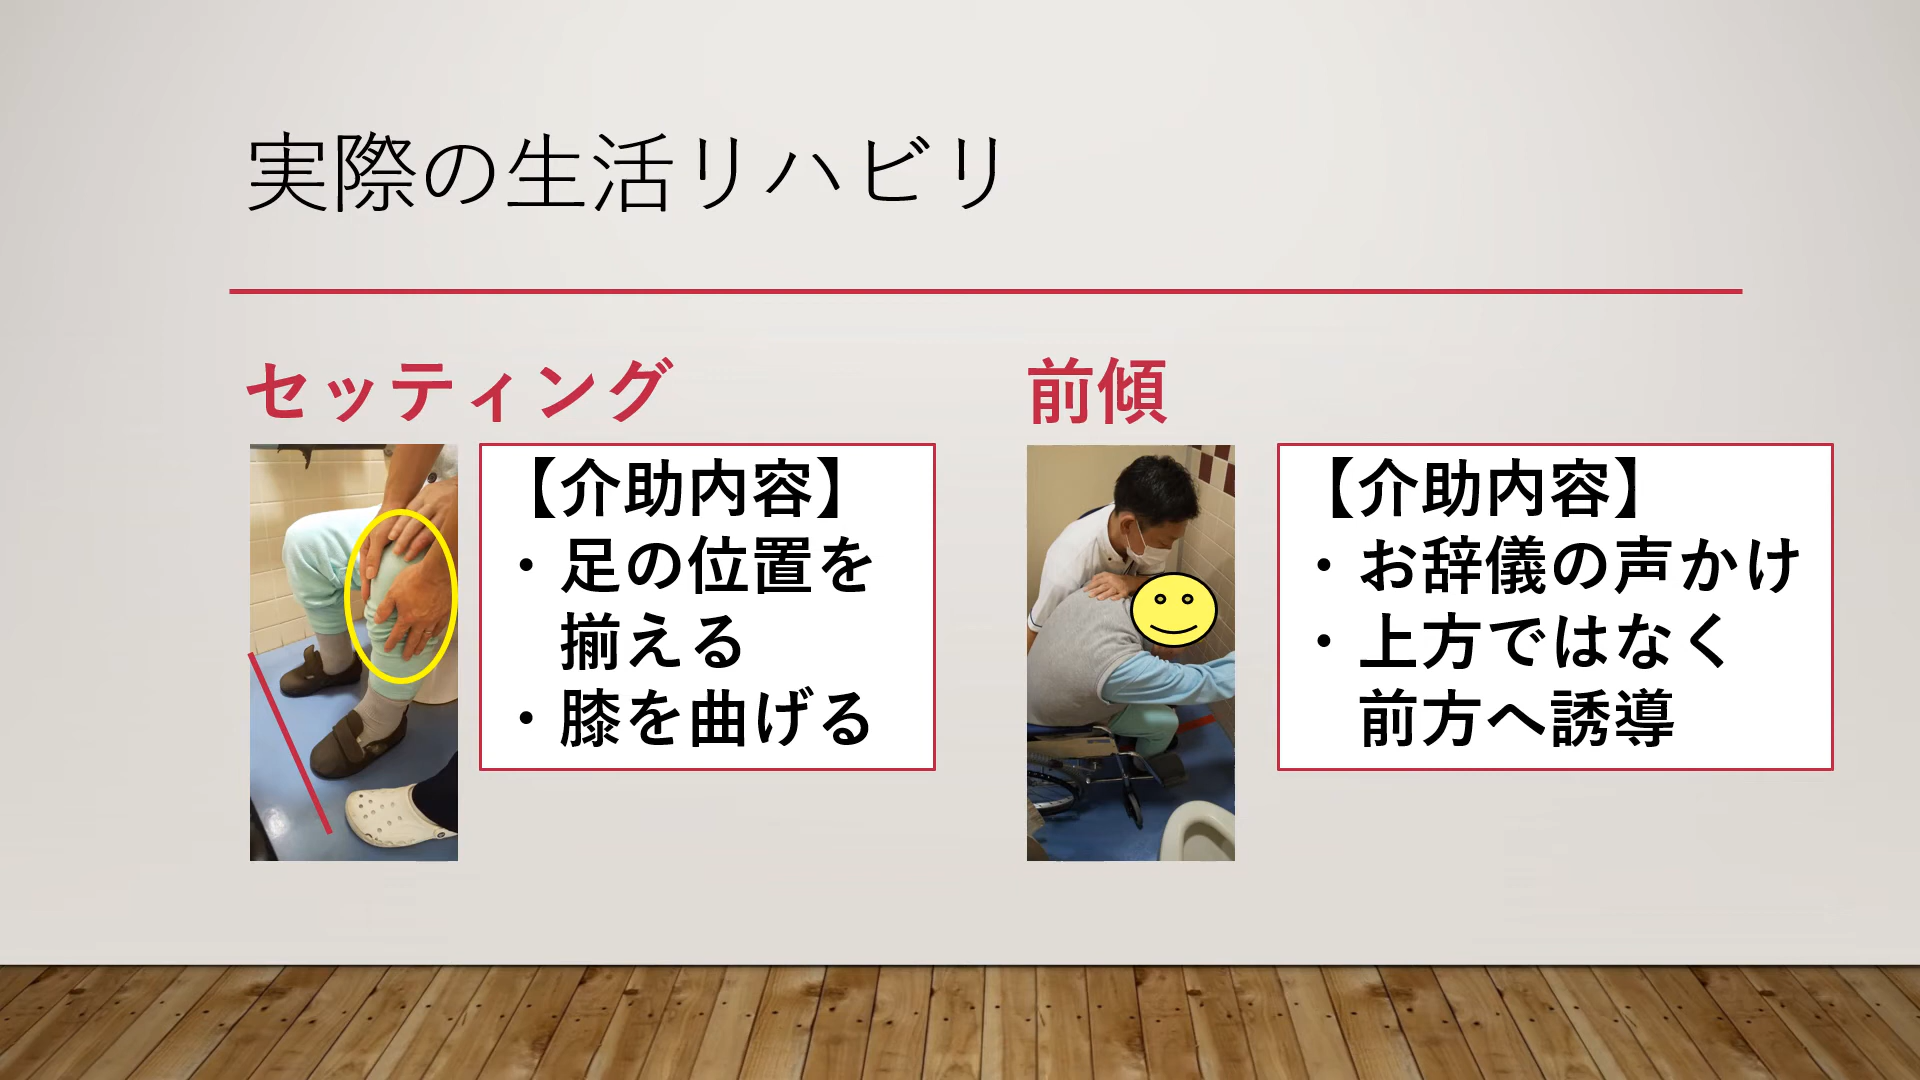 実際の生活リハビリ
セッティング
【介助内容】
・足の位置を
揃える
・膝を曲げる
前傾
【介助内容】
・お辞儀の声かけ
・上方ではなく
前方へ誘導